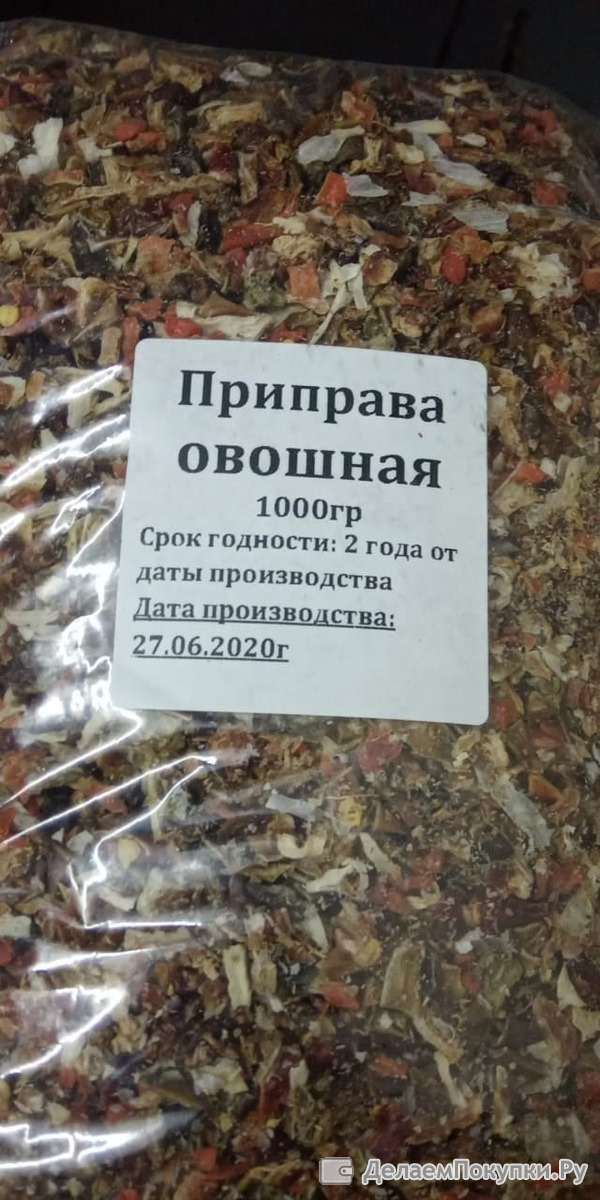 Приправа
овошная
1000гр
Срок годности: 2 года от
даты производства
Дата производства:
27.06.2020г
ДелаемПокупки.Ру